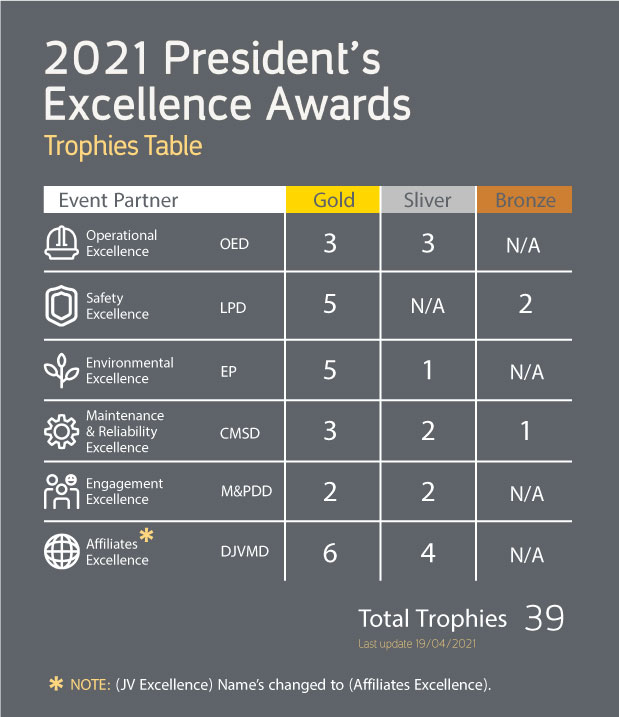 2021 President's
Excellence Awards
Trophies Table
Event Partner Gold Sliver Bronze
Operational
Excellence OED 3 3 N/A
Safety
Excellence LPD 5 N/A 2
Environmental
Excellence EP 5 1 N/A
Maintenance
& Reliability
Excellence CMSD 3 2 1
Engagement
Excellence M&PDD 2 2 N/A
Affiliates *
Excellence DJVMD 6 4 N/A
Total Trophies 39
Last update 19/04/2021
* NOTE: (JV Excellence) Name's changed to (Affiliates Excellence).